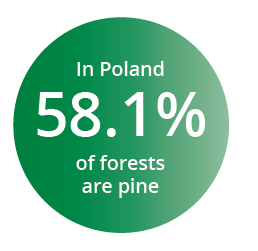 In Poland
58.1%
of forests
are pine